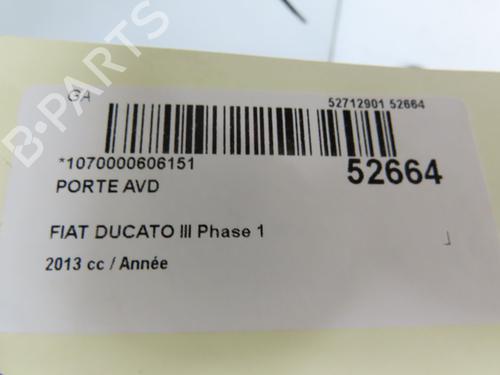 GA
52712901 52664
*1070000606151
52664
PORTE AVD
FIAT DUCATO III Phase 1
2013 cc / Année
B-PARTS